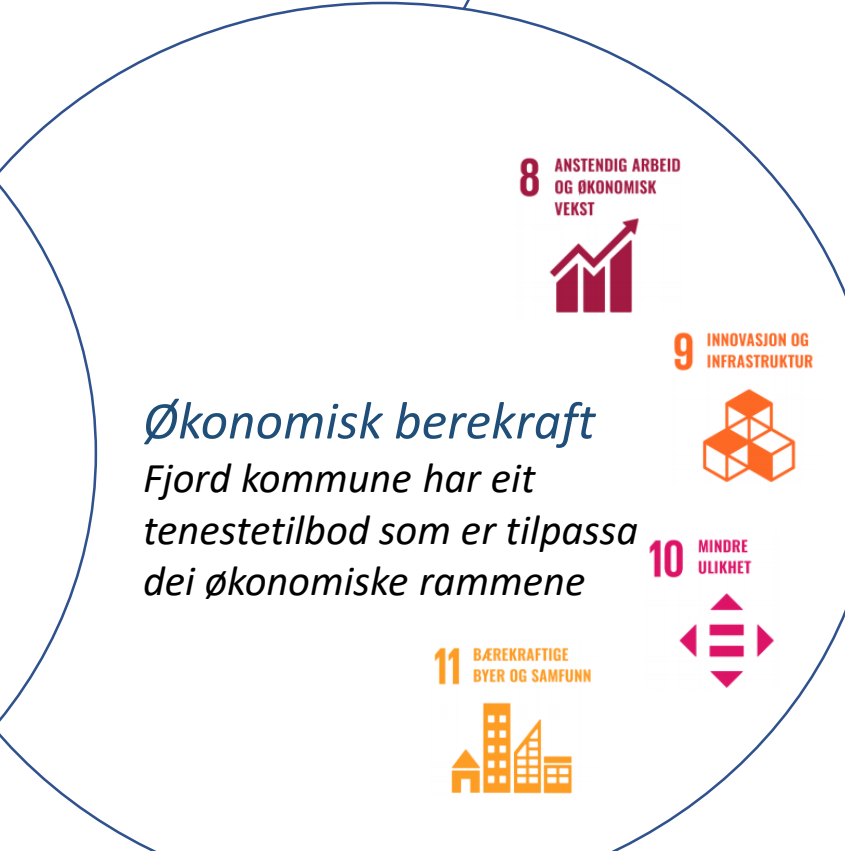 8 ANSTENDIG ARBEID
OG ØKONOMISK
VEKST
9 INNOVASJON OG
INFRASTRUKTUR
Økonomisk berekraft
Fjord kommune har eit
tenestetilbod som er tilpassa
dei økonomiske rammene
10 MINDRE
ULIKHET
11 BÆREKRAFTIGE
BYER OG SAMFUNN